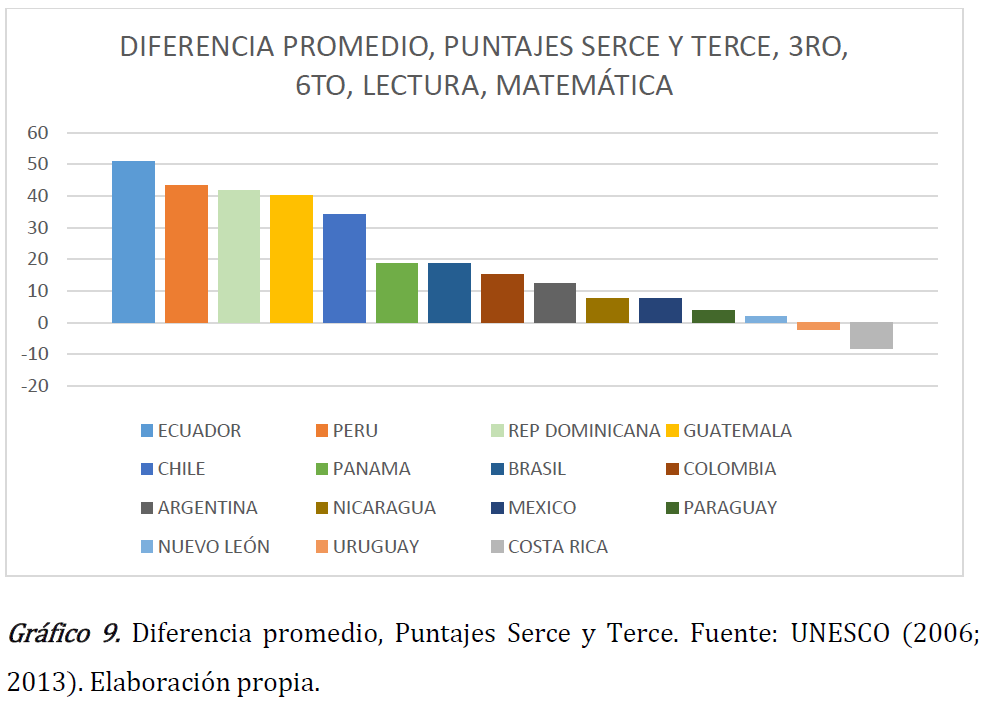 DIFERENCIA PROMEDIO, PUNTAJES SERCE Y TERCE, 3RO,
6TO, LECTURA, MATEMÁTICA
60
50
40
30
20
10
0
-10
-20
ECUADOR PERU REP DOMINICANA GUATEMALA
CHILE PANAMA BRASIL COLOMBIA
ARGENTINA NICARAGUA MEXICO PARAGUAY
NUEVO LEÓN URUGUAY COSTA RICA
Gráfico 9. Diferencia promedio, Puntajes Serce y Terce. Fuente: UNESCO (2006;
2013). Elaboración propia.